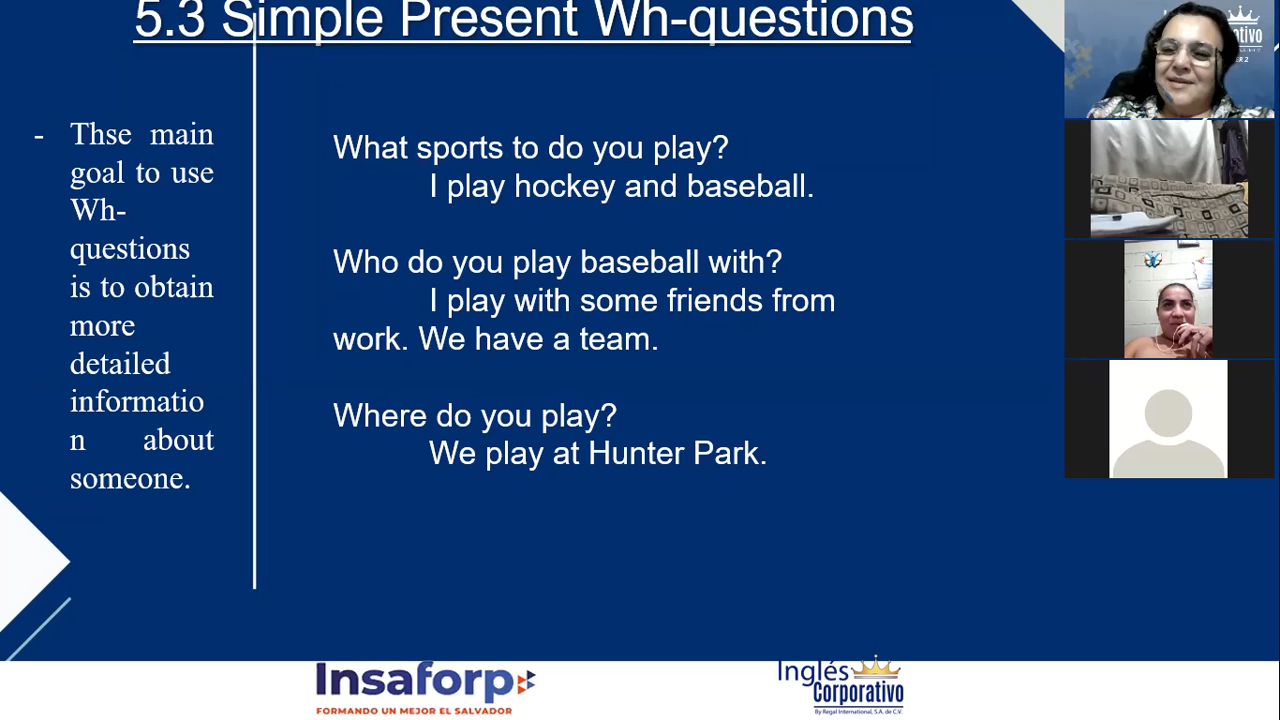 5.3 Simple Present Wh-questions
- Thse main
goal to use
Wh-
questions
is to obtain
more
detailed
informatio
n about
someone.
What sports to do you play?
I play hockey and baseball.
Who do you play baseball with?
I play with some friends from
work. We have a team.
Where do you play?
We play at Hunter Park.
Insaforp
FORMANDO UN MEJOR EL SALVADOR
Inglés
Corporativo
By Regal International, S.A. de C.V.